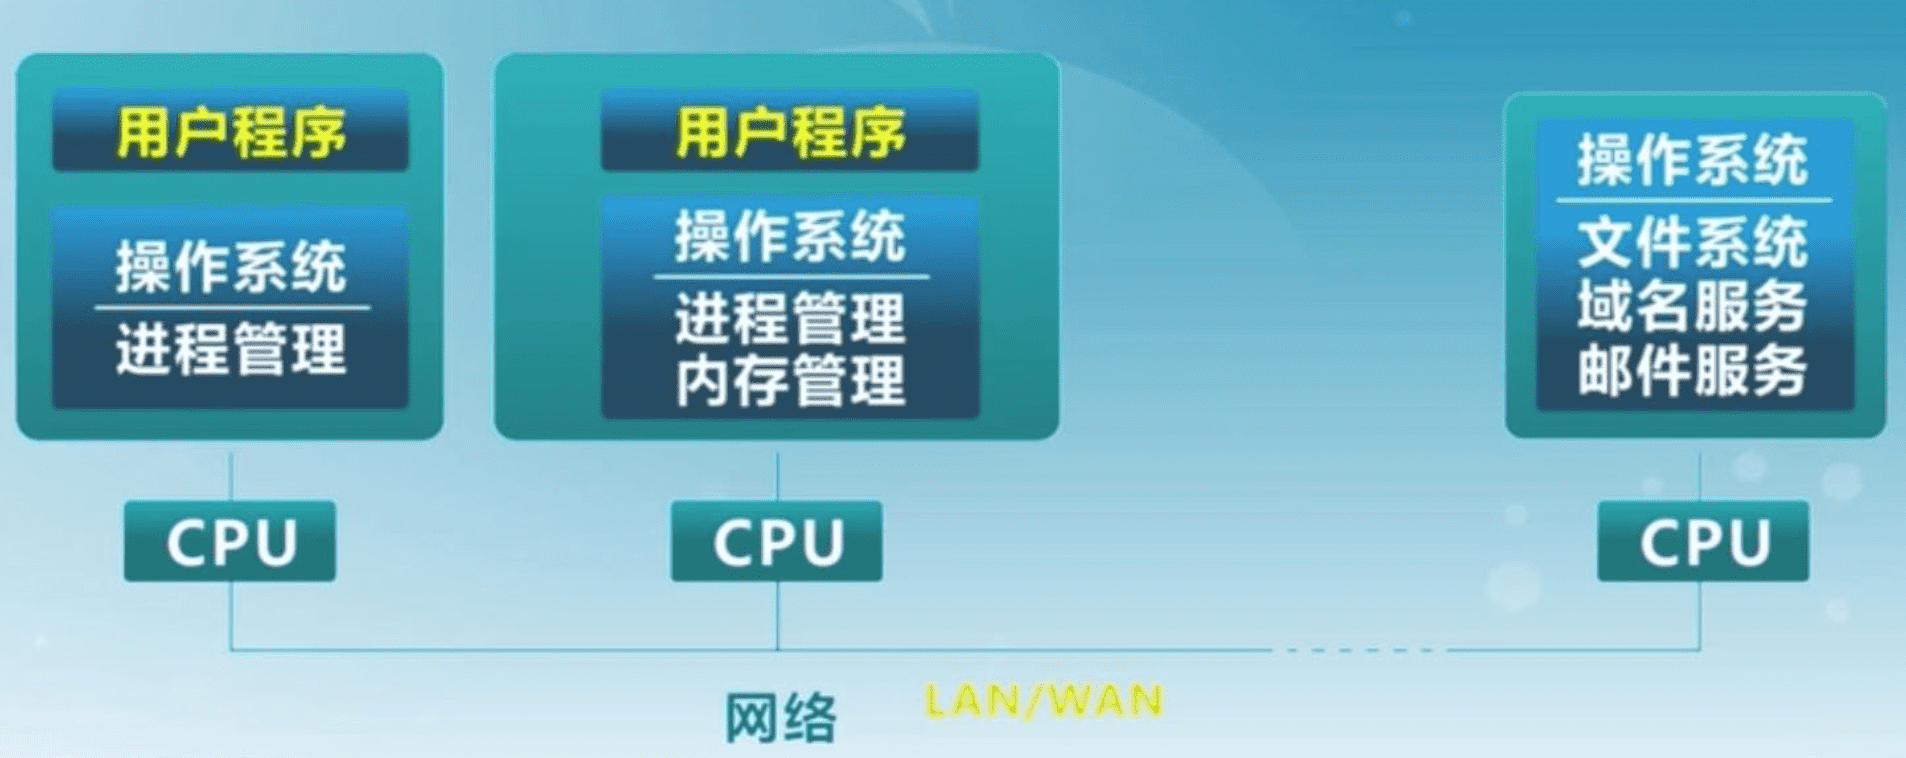 用户程序
操作系统
进程管理
用户程序
操作系统
进程管理
内存管理
操作系统
文件系统
域名服务
邮件服务
CPU
CPU
CPU
网络
LAN/WAN